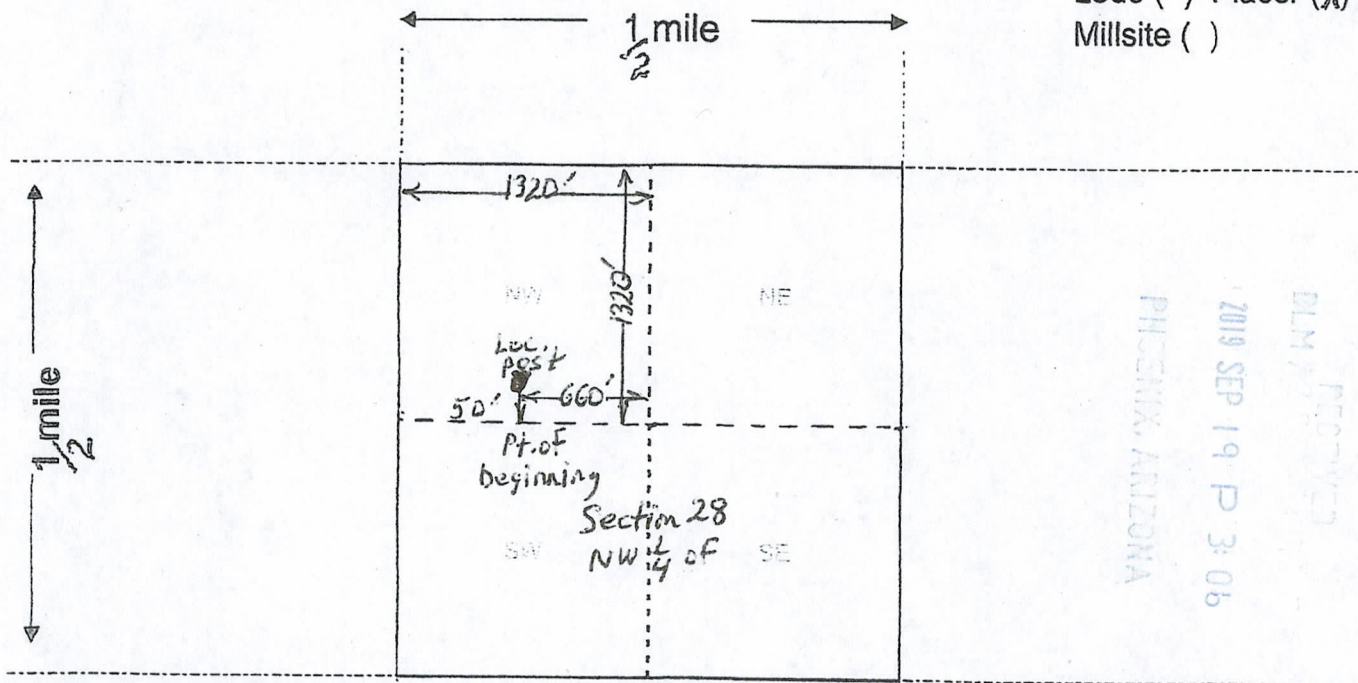 Lode ( ) Placer (X)
Millsite ( )
1/2 mile
1/2 mile
1320'
1320'
NW
NE
Loc.
post
50'
660'
Pt. of
beginning
Section 28
NW 1/4 of
SW
SE
RECEIVED
2019 SEP 19 P 3:06
PHOENIX, ARIZONA